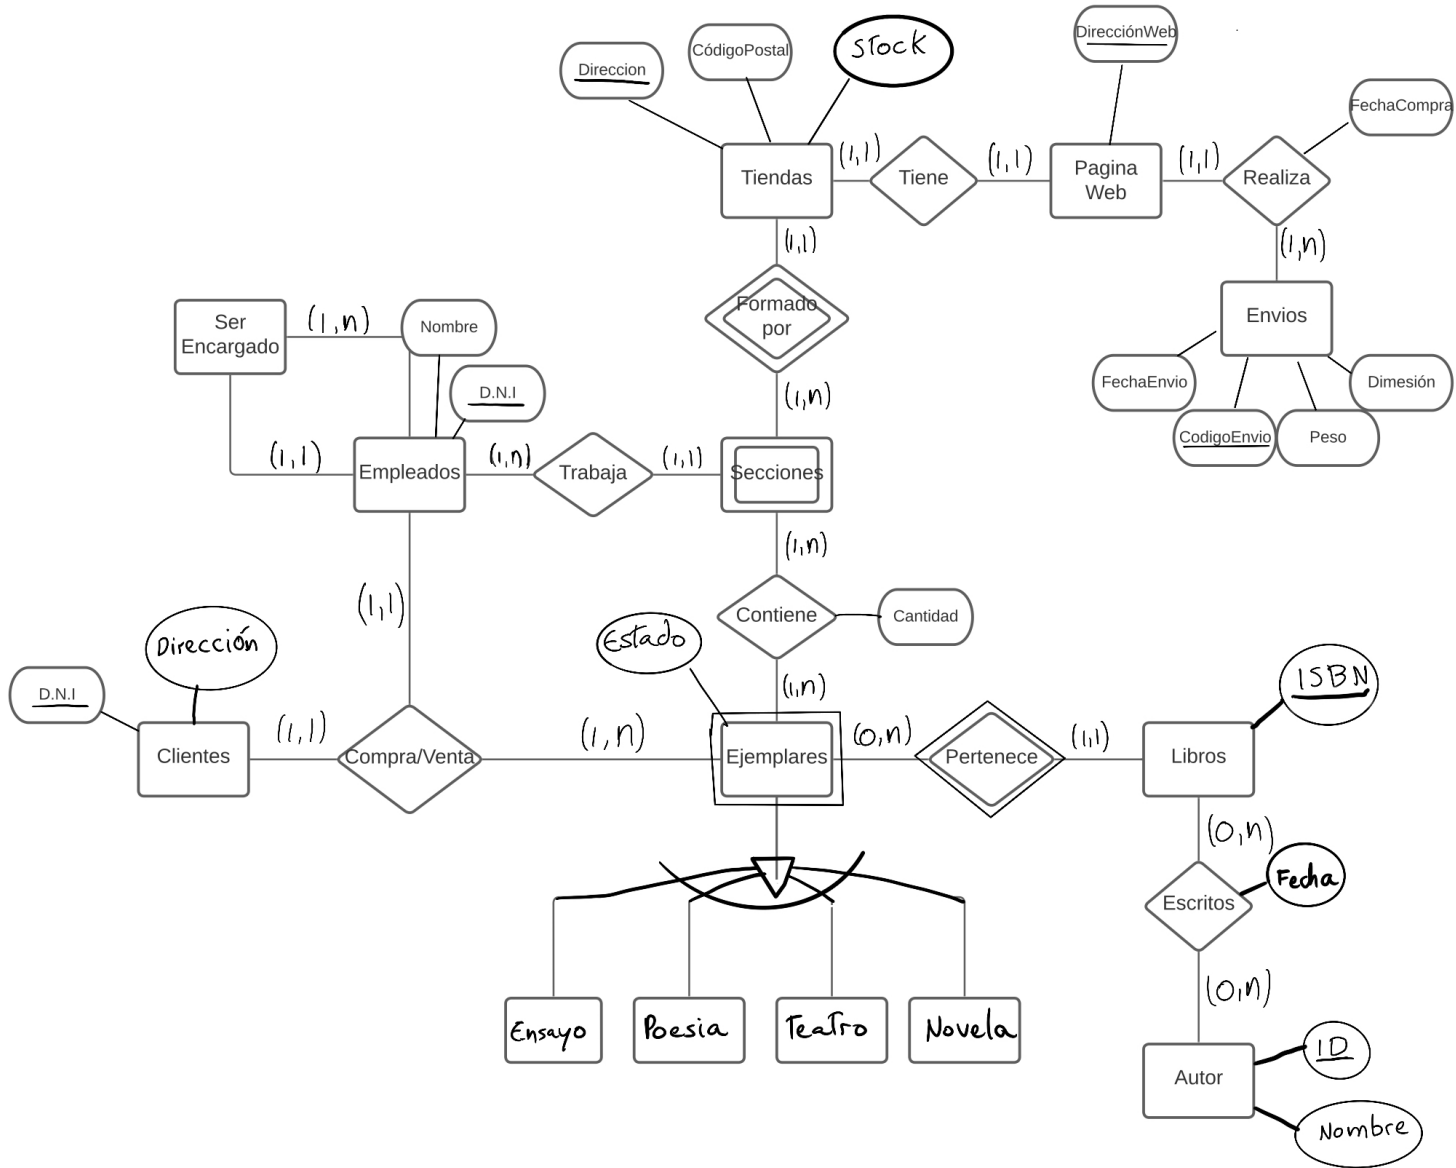 DirecciónWeb
CódigoPostal
STock
Direccion
FechaCompra
(1,1)
(1,1)
(1,1)
Tiendas
Tiene
Pagina
Web
Realiza
(1,1)
(1,n)
Formado
por
Ser
Encargado
(1,n)
Nombre
Envios
FechaEnvio
Dimesión
D.N.I
(1,n)
CodigoEnvio
Peso
(1,1)
Empleados
(1,n)
Trabaja
(1,1)
Secciones
(1,n)
(1,1)
Contiene
Cantidad
Dirección
Estado
D.N.I
(1,n)
ISBN
Clientes
(1,1)
Compra/Venta
(1,n)
Ejemplares
(0,n)
Pertenece
(1,1)
Libros
(0,n)
Fecha
Escritos
(0,n)
Ensayo
Poesia
TeaTro
Novela
ID
Autor
Nombre